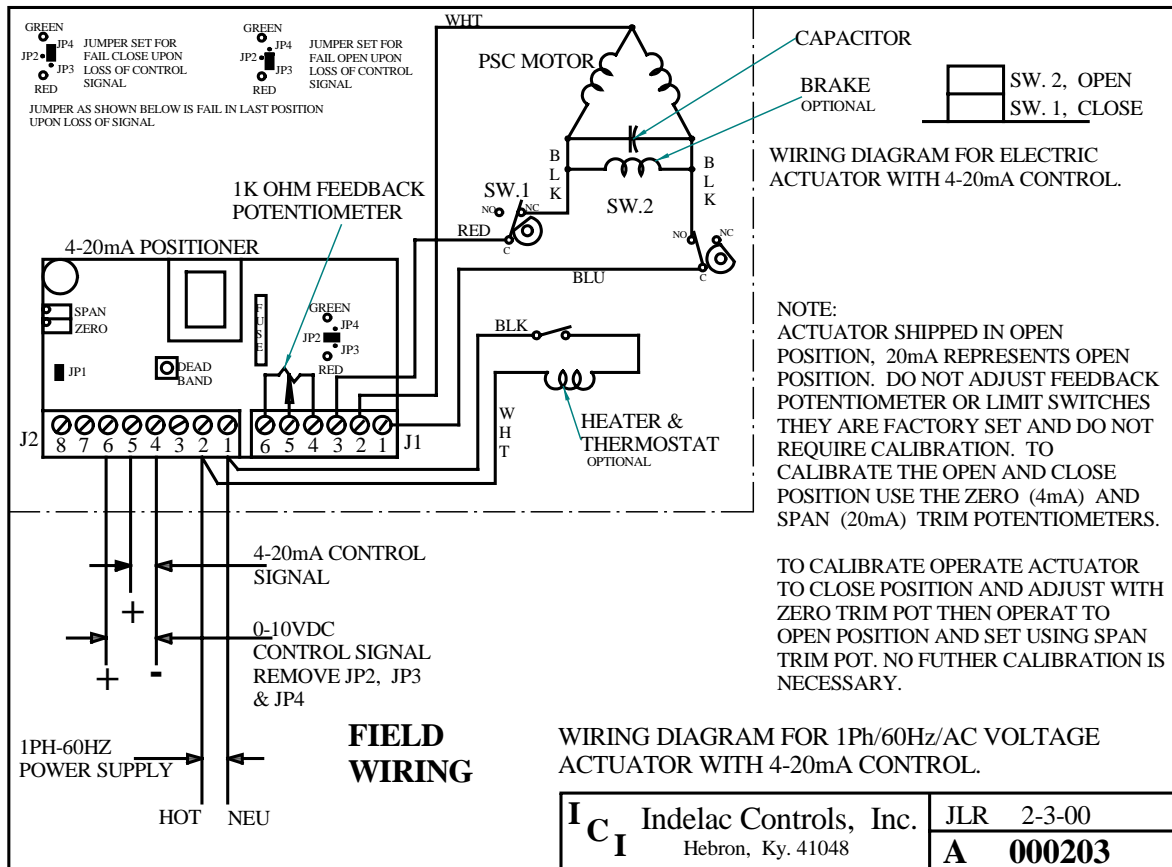 GREEN
JP4
JP2
JP3
RED
JUMPER SET FOR
FAIL CLOSE UPON
LOSS OF CONTROL
SIGNAL
GREEN
JP4
JP2
JP3
RED
JUMPER SET FOR
FAIL OPEN UPON
LOSS OF CONTROL
SIGNAL
JUMPER AS SHOWN BELOW IS FAIL IN LAST POSITION
UPON LOSS OF SIGNAL
WHT
PSC MOTOR
CAPACITOR
BRAKE
OPTIONAL
SW. 2, OPEN
SW. 1, CLOSE
WIRING DIAGRAM FOR ELECTRIC
ACTUATOR WITH 4-20mA CONTROL.
BLK
BLK
SW.1
NO
NC
C
SW.2
NO
NC
C
RED
BLU
1K OHM FEEDBACK
POTENTIOMETER
4-20mA POSITIONER
SPAN
ZERO
JP1
DEAD
BAND
FUSE
GREEN
JP4
JP2
JP3
RED
J2
8 7 6 5 4 3 2 1
6 5 4 3 2 1
J1
BLK
WHT
HEATER &
THERMOSTAT
OPTIONAL
NOTE:
ACTUATOR SHIPPED IN OPEN
POSITION, 20mA REPRESENTS OPEN
POSITION. DO NOT ADJUST FEEDBACK
POTENTIOMETER OR LIMIT SWITCHES
THEY ARE FACTORY SET AND DO NOT
REQUIRE CALIBRATION. TO
CALIBRATE THE OPEN AND CLOSE
POSITION USE THE ZERO (4mA) AND
SPAN (20mA) TRIM POTENTIOMETERS.
TO CALIBRATE OPERATE ACTUATOR
TO CLOSE POSITION AND ADJUST WITH
ZERO TRIM POT THEN OPERAT TO
OPEN POSITION AND SET USING SPAN
TRIM POT. NO FUTHER CALIBRATION IS
NECESSARY.
4-20mA CONTROL
SIGNAL
+
0-10VDC
CONTROL SIGNAL
REMOVE JP2, JP3
& JP4
+ -
1PH-60HZ
POWER SUPPLY
HOT NEU
FIELD
WIRING
WIRING DIAGRAM FOR 1Ph/60Hz/AC VOLTAGE
ACTUATOR WITH 4-20mA CONTROL.
ICI
Indelac Controls, Inc.
Hebron, Ky. 41048
JLR 2-3-00
A 000203